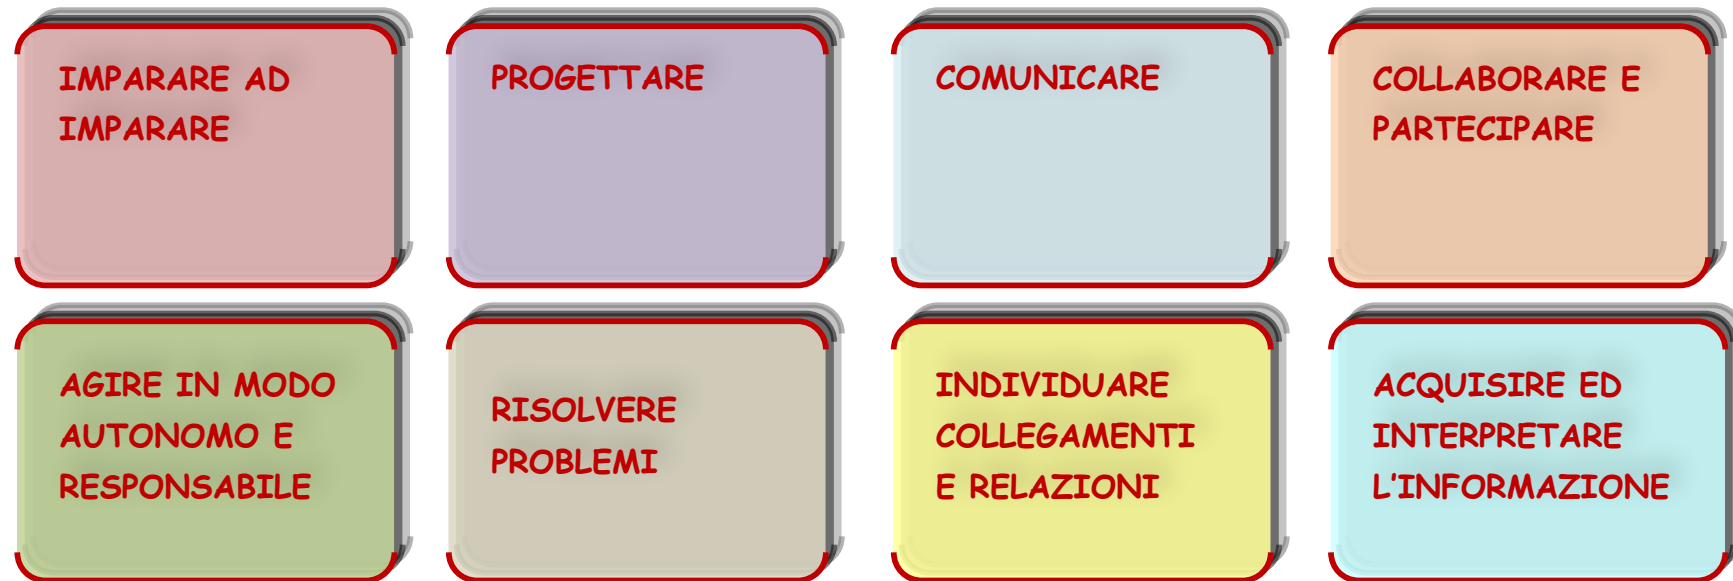 IMPARARE AD
IMPARARE
PROGETTARE
COMUNICARE
COLLABORARE E
PARTECIPARE
AGIRE IN MODO
AUTONOMO E
RESPONSABILE
RISOLVERE
PROBLEMI
INDIVIDUARE
COLLEGAMENTI
E RELAZIONI
ACQUISIRE ED
INTERPRETARE
L'INFORMAZIONE